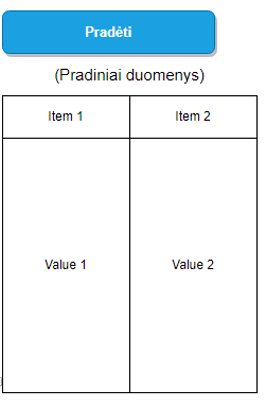 Pradėti
(Pradiniai duomenys)
Item 1 Item 2
Value 1 Value 2